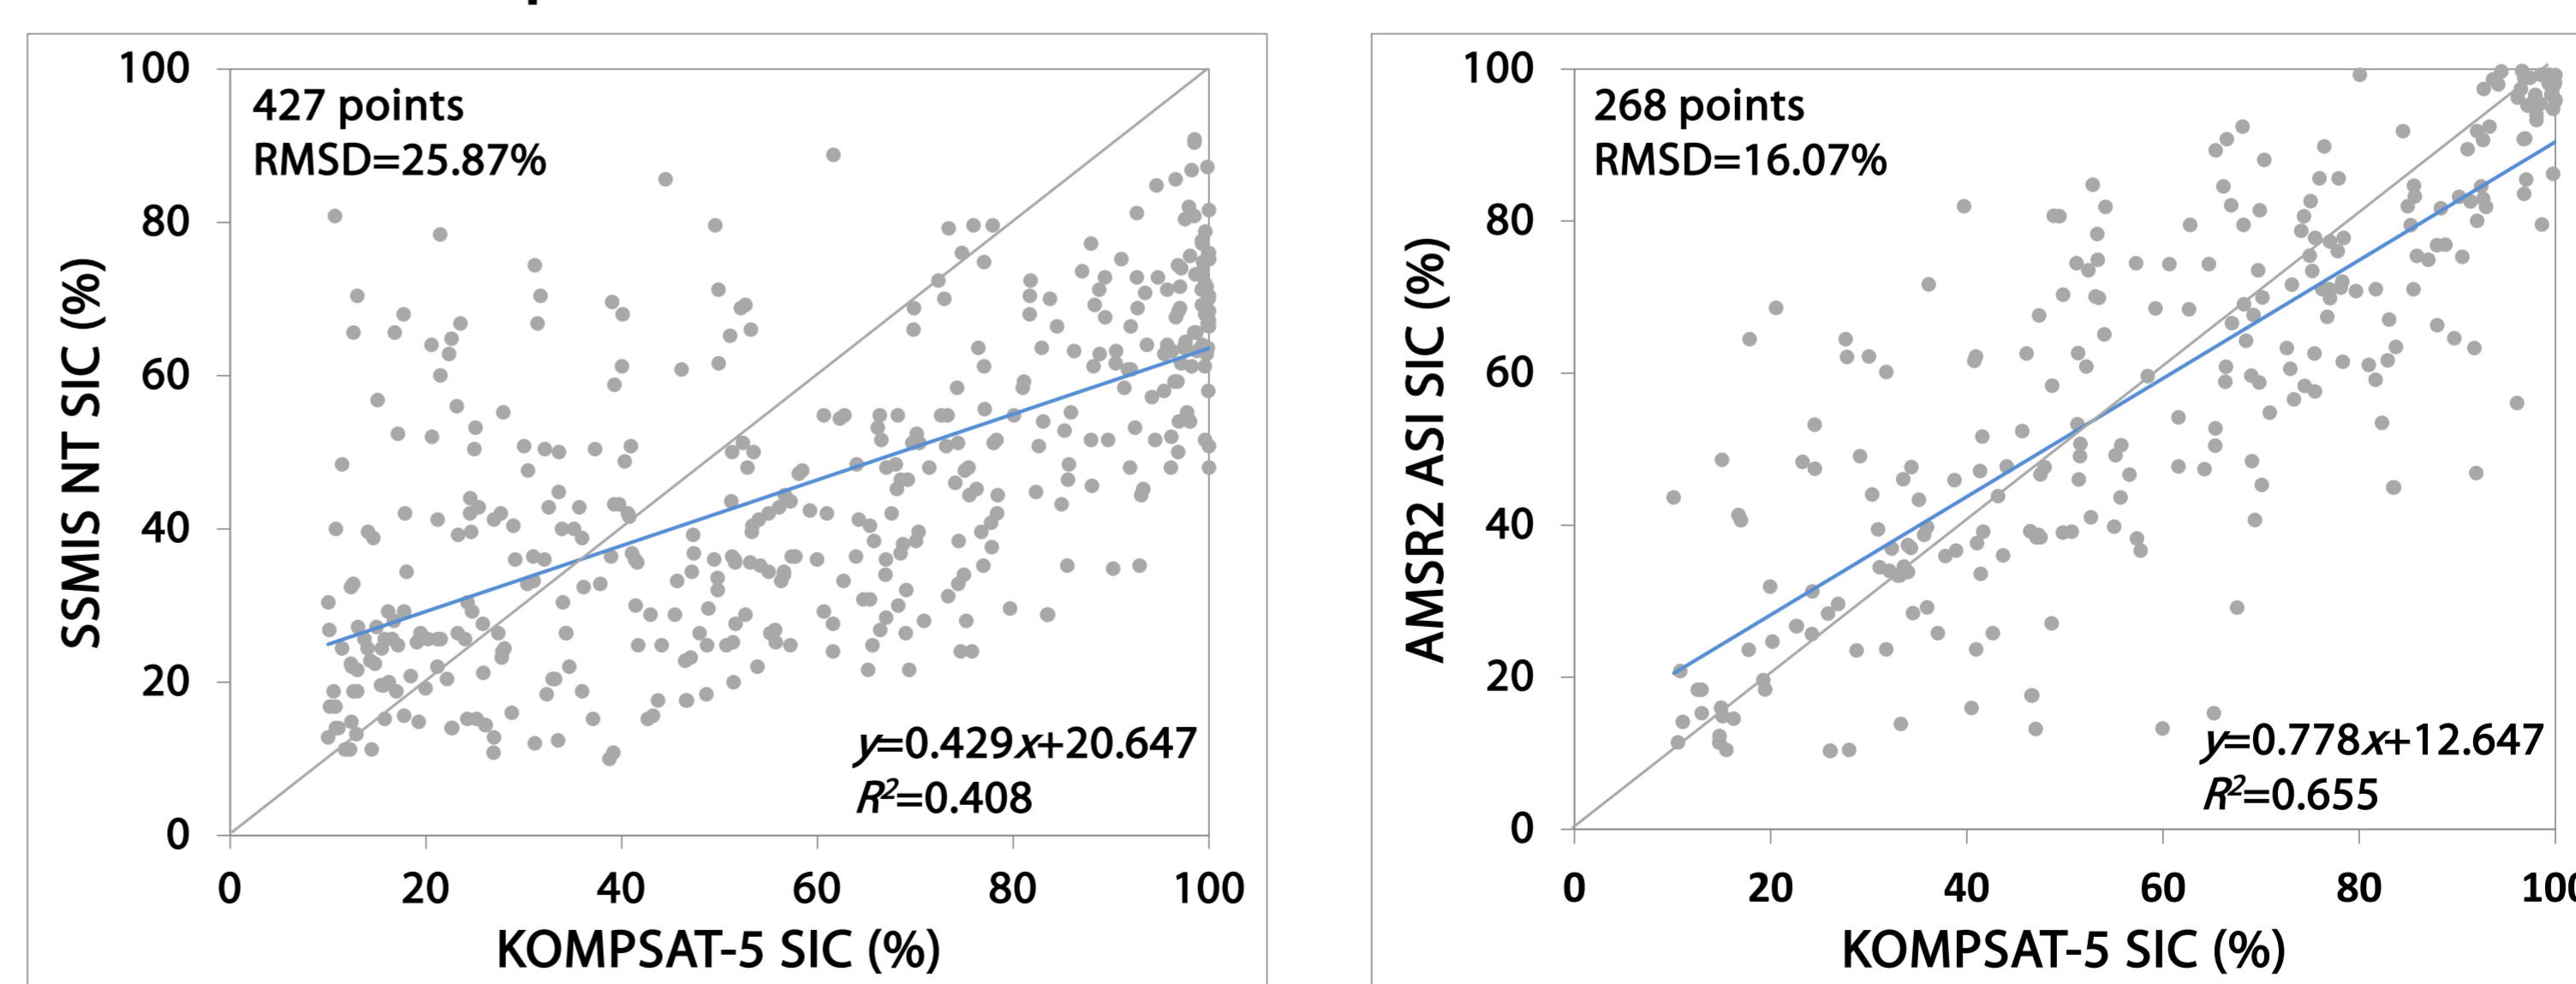 427 points
RMSD=25.87%
SSMIS NT SIC (%)
100
80
60
40
20
0
y=0.429x+20.647
R²=0.408
0 20 40 60 80 100
KOMPSAT-5 SIC (%)
268 points
RMSD=16.07%
AMSR2 ASI SIC (%)
100
80
60
40
20
0
y=0.778x+12.647
R²=0.655
0 20 40 60 80 100
KOMPSAT-5 SIC (%)